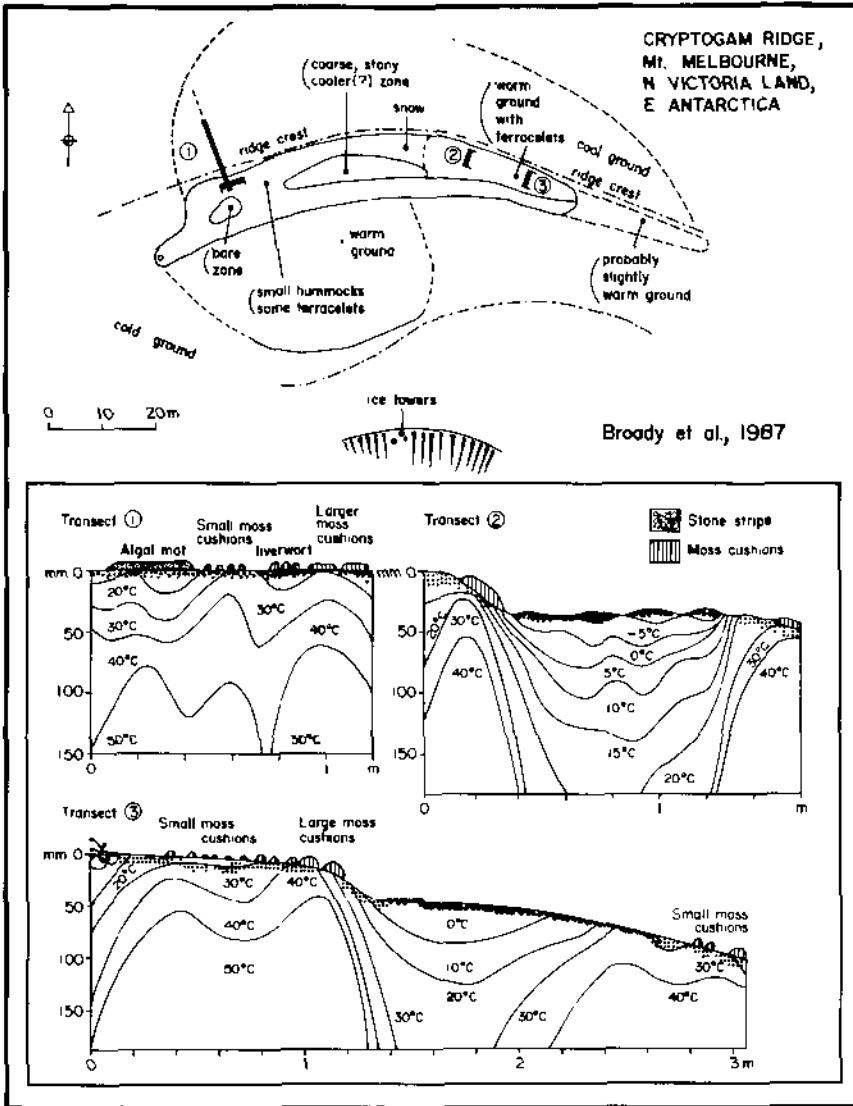 CRYPTOGAM RIDGE,
Mt. MELBOURNE,
N VICTORIA LAND,
E ANTARCTICA
coarse, stony
cooler(?) zone
snow
warm
ground
with
terracelets
cool ground
ridge crest
ridge crest
①
②
③
bare
zone
warm
ground
small hummocks
some terracelets
probably
slightly
warm ground
cold ground
0 10 20m
ice towers
Broady et al., 1987
Transect ①
Small moss
cushions
Larger
moss
cushions
Algal mat
liverwort
mm 0
50
100
150
20°C
30°C
30°C
40°C
40°C
50°C
50°C
0 1 m
Transect ②
Stone stripe
Moss cushions
mm 0
50
100
150
20°C
30°C
40°C
-5°C
0°C
5°C
10°C
15°C
20°C
30°C
40°C
0 1 m
Transect ③
Small moss
cushions
Large moss
cushions
Small moss
cushions
mm 0
50
100
150
20°C
30°C
40°C
40°C
50°C
0°C
10°C
20°C
30°C
30°C
30°C
40°C
0 1 2 3 m